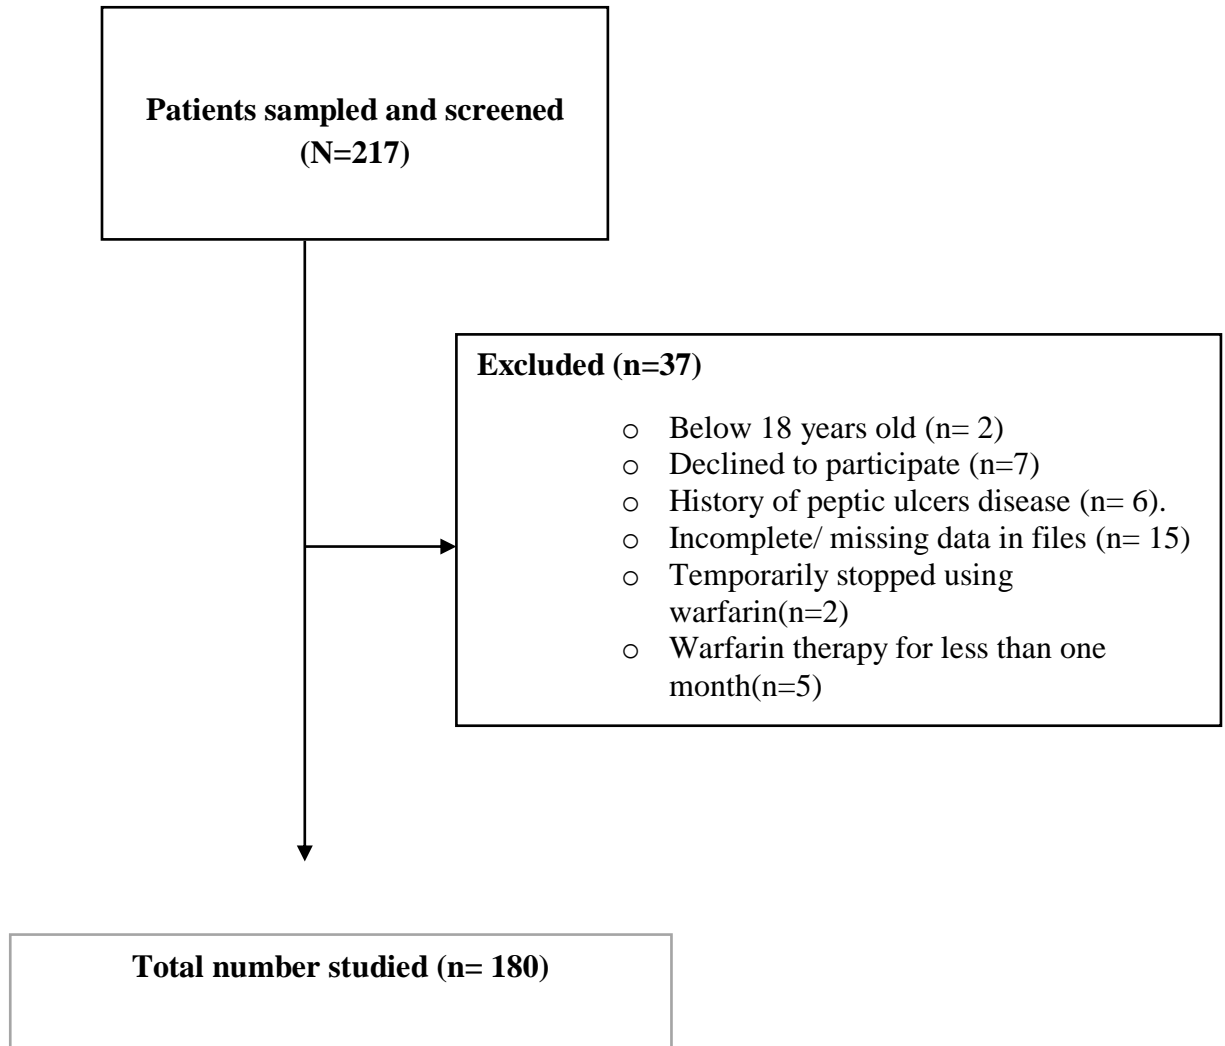 Patients sampled and screened
(N=217)
Excluded (n=37)
o Below 18 years old (n= 2)
o Declined to participate (n=7)
o History of peptic ulcers disease (n= 6).
o Incomplete/ missing data in files (n= 15)
o Temporarily stopped using
warfarin(n=2)
o Warfarin therapy for less than one
month(n=5)
Total number studied (n= 180)